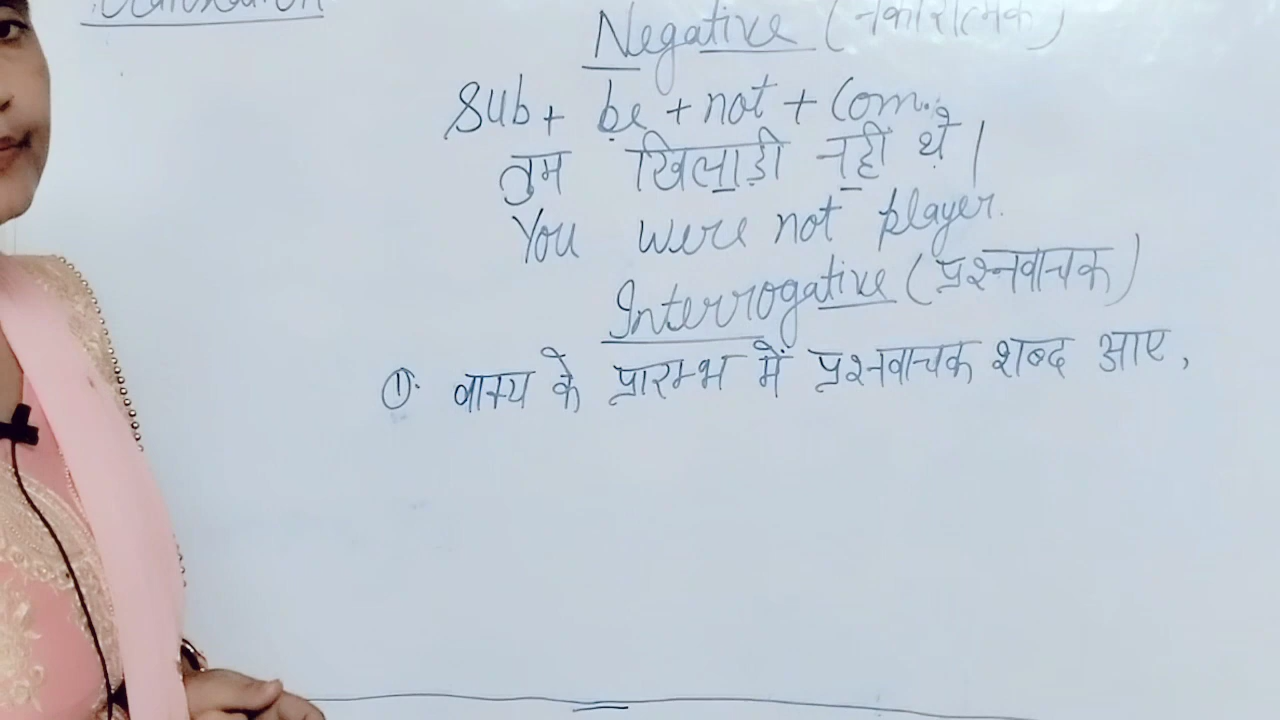 Translation
Negative (नकारात्मक)
Sub + be + not + Com.
तुम खिलाड़ी नहीं थे |
You were not player.
Interrogative (प्रश्नवाचक)
① वाक्य के प्रारम्भ में प्रश्नवाचक शब्द आए,